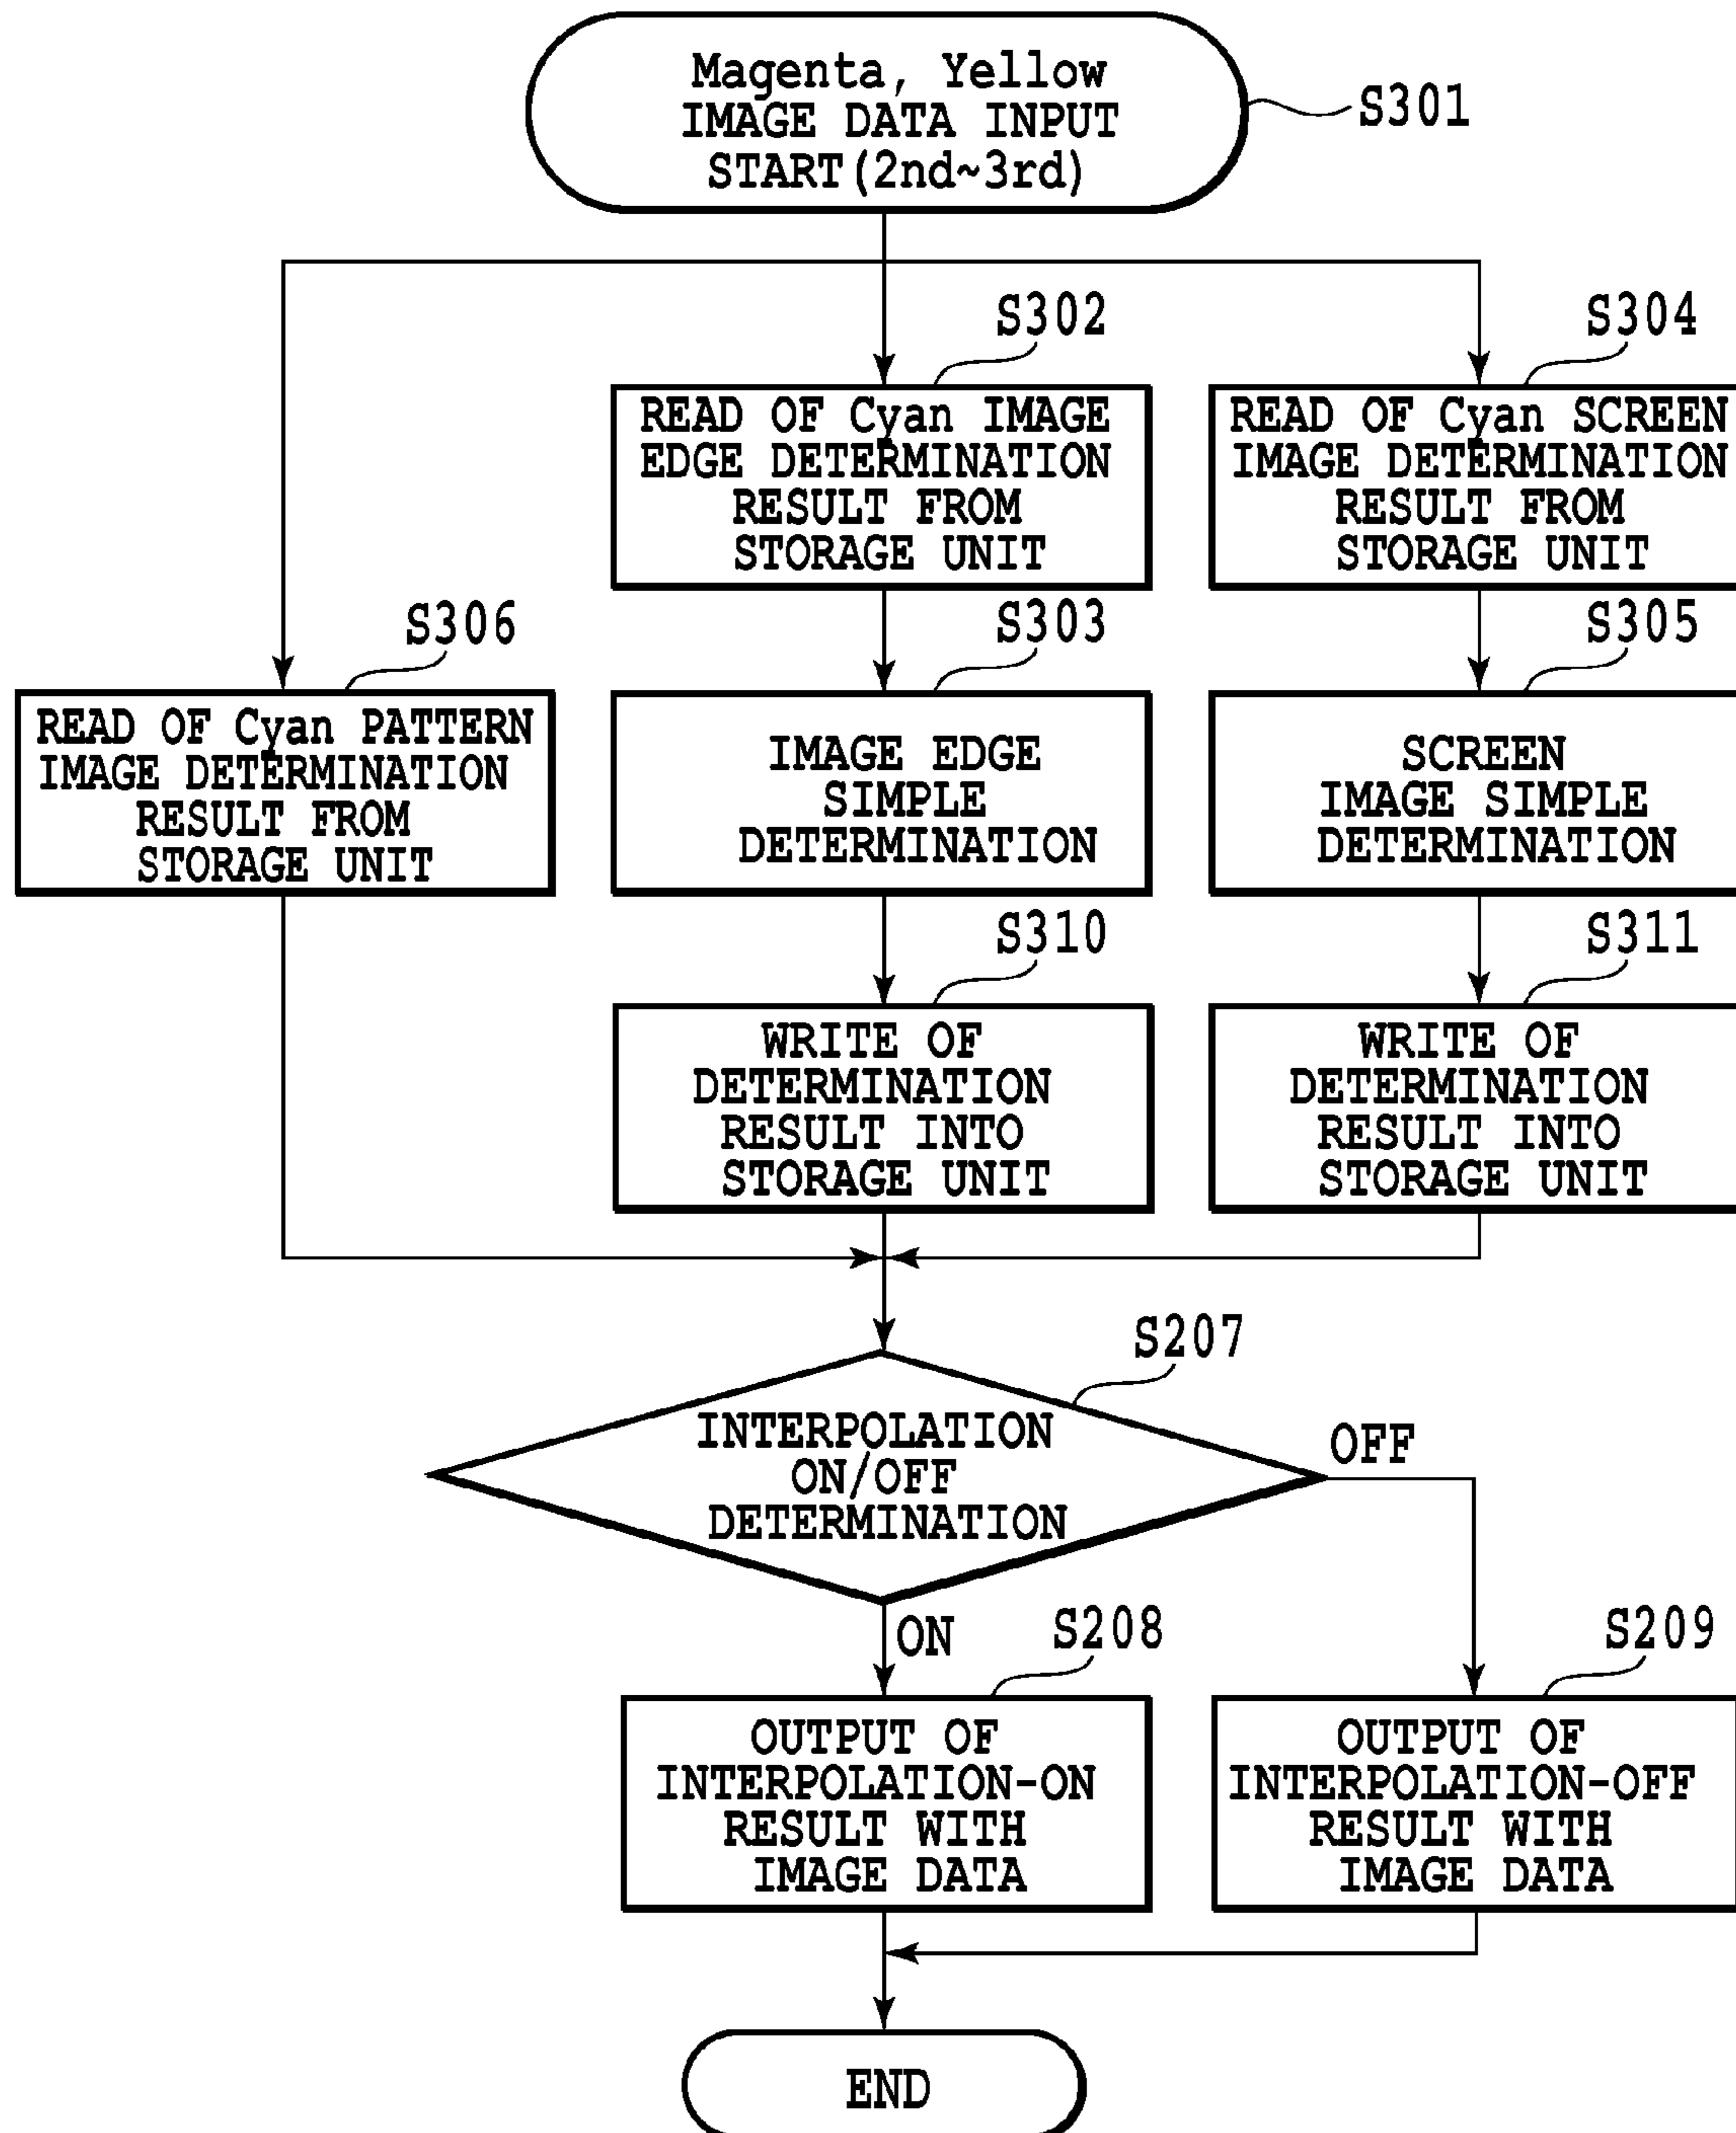 Magenta, Yellow
IMAGE DATA INPUT
START(2nd~3rd)
S301
S302
READ OF Cyan IMAGE
EDGE DETERMINATION
RESULT FROM
STORAGE UNIT
S304
READ OF Cyan SCREEN
IMAGE DETERMINATION
RESULT FROM
STORAGE UNIT
S306
READ OF Cyan PATTERN
IMAGE DETERMINATION
RESULT FROM
STORAGE UNIT
S303
IMAGE EDGE
SIMPLE
DETERMINATION
S305
SCREEN
IMAGE SIMPLE
DETERMINATION
S310
WRITE OF
DETERMINATION
RESULT INTO
STORAGE UNIT
S311
WRITE OF
DETERMINATION
RESULT INTO
STORAGE UNIT
S207
INTERPOLATION
ON/OFF
DETERMINATION
OFF
ON
S208
OUTPUT OF
INTERPOLATION-ON
RESULT WITH
IMAGE DATA
S209
OUTPUT OF
INTERPOLATION-OFF
RESULT WITH
IMAGE DATA
END